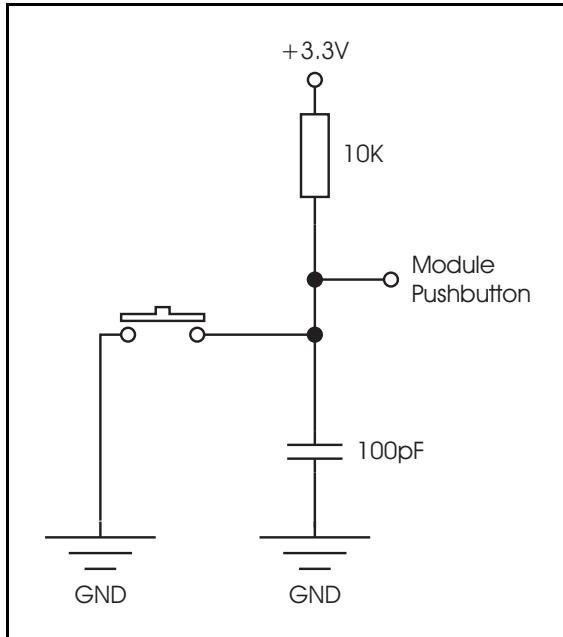 +3.3V
10K
Module
Pushbutton
100pF
GND
GND